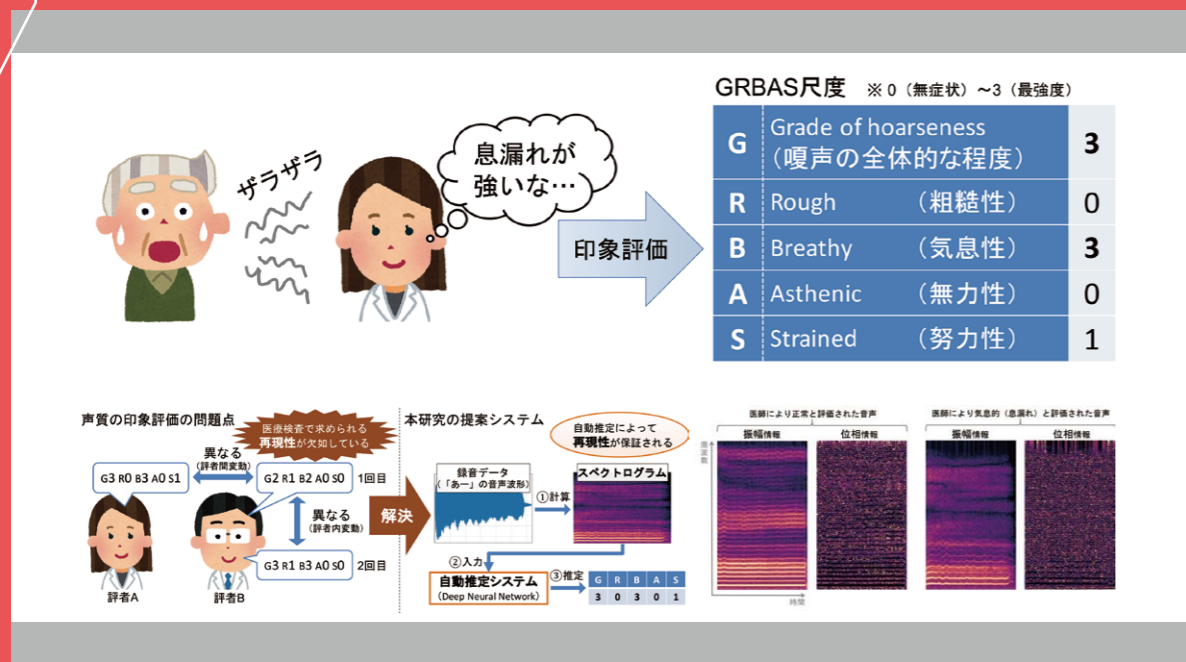 GRBAS尺度 ※ 0（無症状）～3（最強度）
ザラザラ
息漏れが
強いな…
印象評価
G Grade of hoarseness 3
（嗄声の全体的な程度）
R Rough （粗糙性） 0
B Breathy （気息性） 3
A Asthenic （無力性） 0
S Strained （努力性） 1
声質の印象評価の問題点
医療検査で求められる
再現性が欠如している
異なる
（評者間変動）
G3 R0 B3 A0 S1
G2 R1 B2 A0 S0 1回目
異なる
（評者内変動）
G3 R1 B3 A0 S0 2回目
評者A
評者B
解決
本研究の提案システム
自動推定によって
再現性が保証される
録音データ
（「あー」の音声波形）
①計算
スペクトログラム
②入力
自動推定システム
（Deep Neural Network）
③推定
G R B A S
3 0 3 0 1
医師により正常と評価された音声
振幅情報 位相情報
周波数
時間
医師により気息的（息漏れ）と評価された音声
振幅情報 位相情報